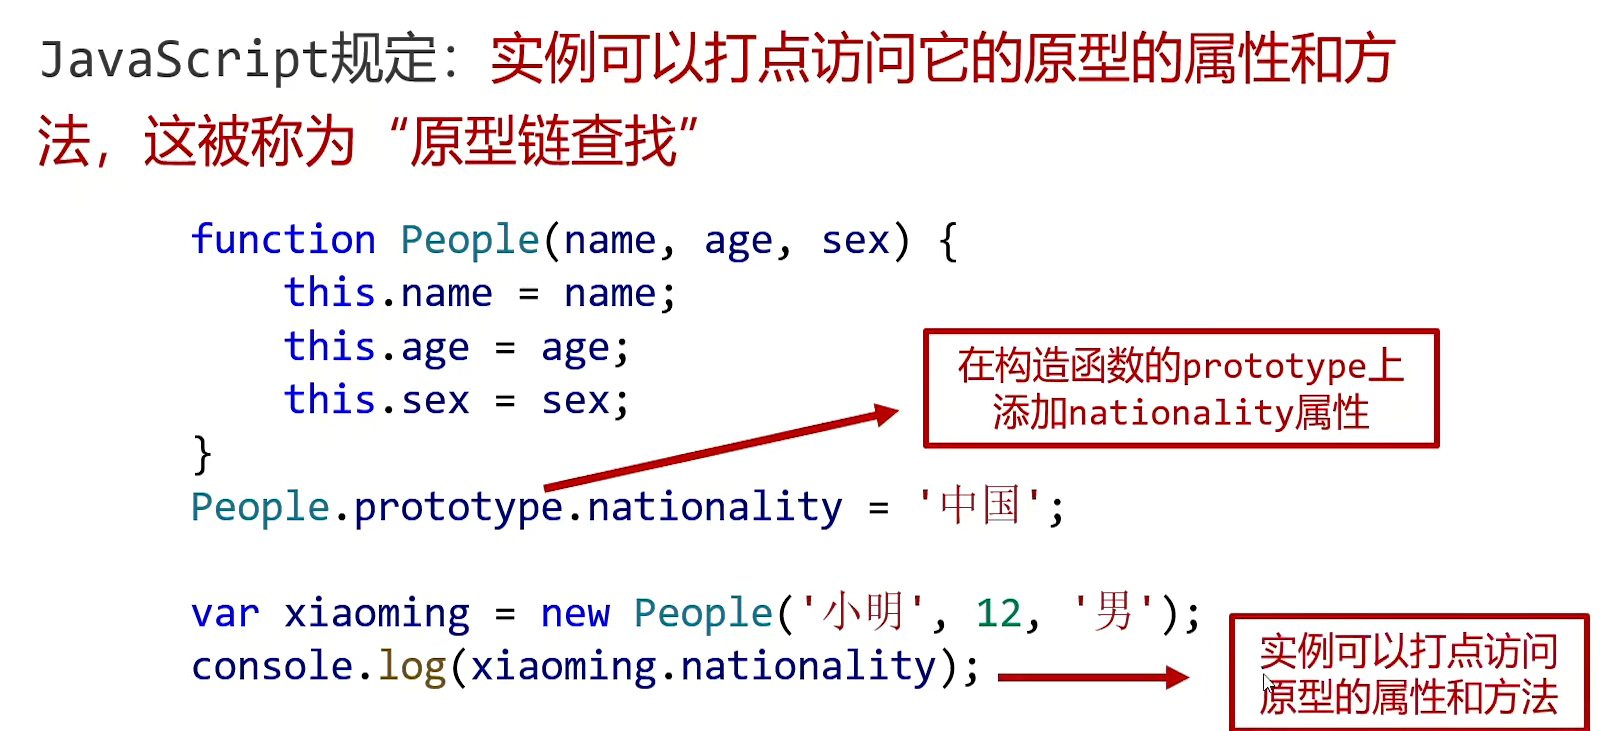 JavaScript规定：实例可以打点访问它的原型的属性和方
法，这被称为“原型链查找”
function People(name, age, sex) {
    this.name = name;
    this.age = age;
    this.sex = sex;
}
在构造函数的prototype上
添加nationality属性
People.prototype.nationality = '中国';
var xiaoming = new People('小明', 12, '男');
console.log(xiaoming.nationality);
实例可以打点访问
原型的属性和方法